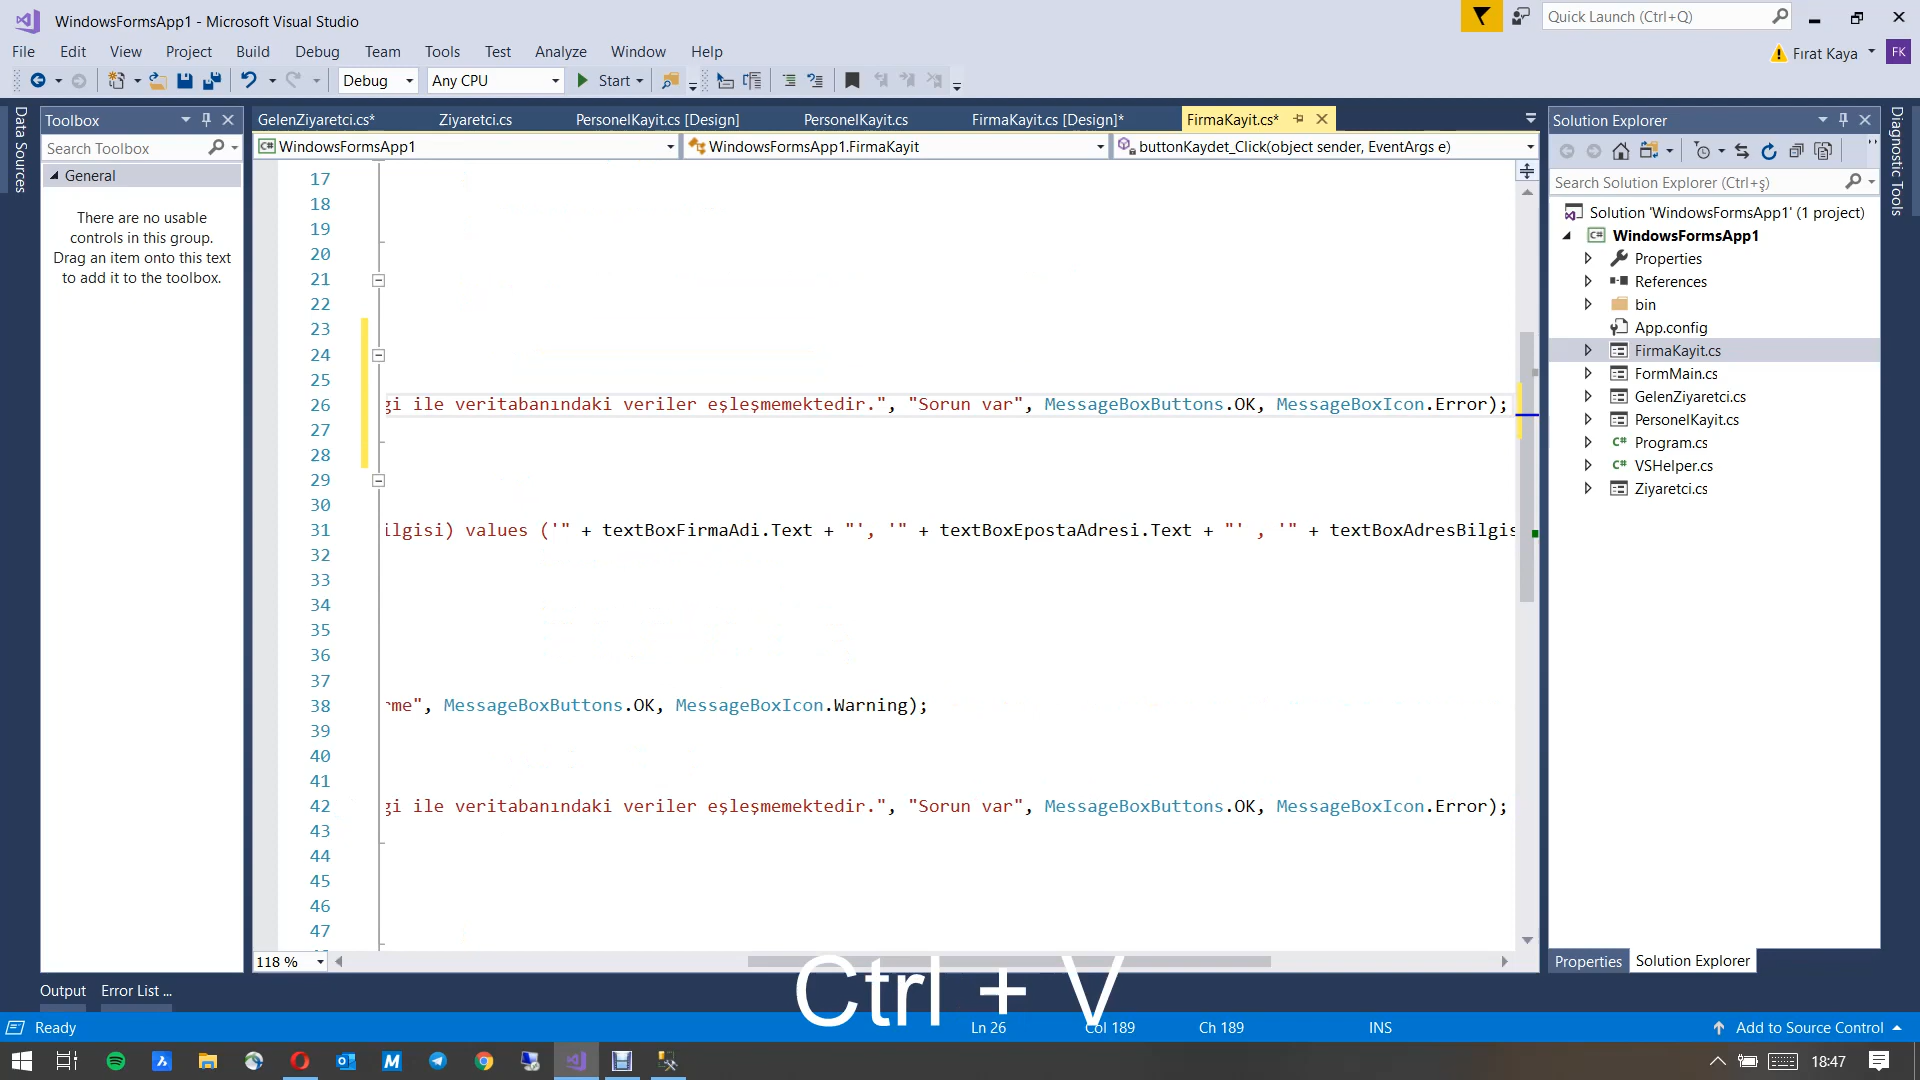 WindowsFormsApp1 - Microsoft Visual Studio
Quick Launch (Ctrl+Q)
File Edit View Project Build Debug Team Tools Test Analyze Window Help
Fırat Kaya FK
Debug Any CPU Start
Data Sources
Toolbox
Search Toolbox
General
There are no usable
controls in this group.
Drag an item onto this text
to add it to the toolbox.
GelenZiyaretci.cs* Ziyaretci.cs PersonelKayit.cs [Design] PersonelKayit.cs FirmaKayit.cs [Design]* FirmaKayit.cs*
WindowsFormsApp1 WindowsFormsApp1.FirmaKayit buttonKaydet_Click(object sender, EventArgs e)
17
18
19
20
21
22
23
24
25
26 gi ile veritabanındaki veriler eşleşmemektedir.", "Sorun var", MessageBoxButtons.OK, MessageBoxIcon.Error);
27
28
29
30
31 ilgisi) values ('" + textBoxFirmaAdi.Text + "', '" + textBoxEpostaAdresi.Text + "' , '" + textBoxAdresBilgis
32
33
34
35
36
37
38 rme", MessageBoxButtons.OK, MessageBoxIcon.Warning);
39
40
41
42 gi ile veritabanındaki veriler eşleşmemektedir.", "Sorun var", MessageBoxButtons.OK, MessageBoxIcon.Error);
43
44
45
46
47
118 %
Solution Explorer
Search Solution Explorer (Ctrl+ş)
Solution 'WindowsFormsApp1' (1 project)
WindowsFormsApp1
Properties
References
bin
App.config
FirmaKayit.cs
FormMain.cs
GelenZiyaretci.cs
PersonelKayit.cs
Program.cs
VSHelper.cs
Ziyaretci.cs
Properties Solution Explorer
Diagnostic Tools
Output Error List ...
Ctrl + V
Ready Ln 26 Col 189 Ch 189 INS Add to Source Control
18:47